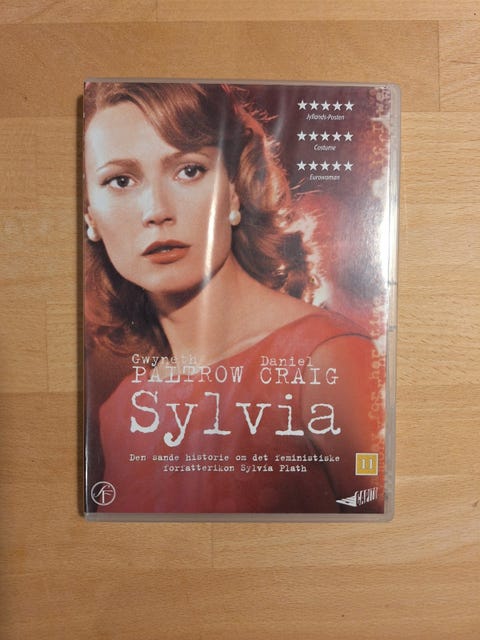 ★★★★★
Jyllands-Posten
★★★★★
Costume
★★★★★
Eurowoman
Gwyneth Daniel
PALTROW CRAIG
Sylvia
Den sande historie om det feministiske
forfatterikon Sylvia Plath
11
SF